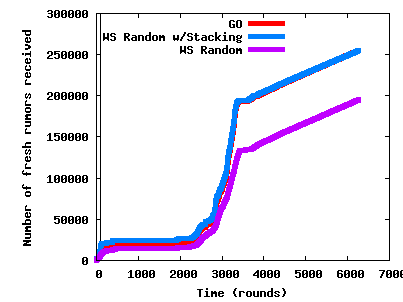 300000
250000
200000
150000
100000
50000
0
Number of fresh rumors received
GO
WS Random w/Stacking
WS Random
0 1000 2000 3000 4000 5000 6000 7000
Time (rounds)